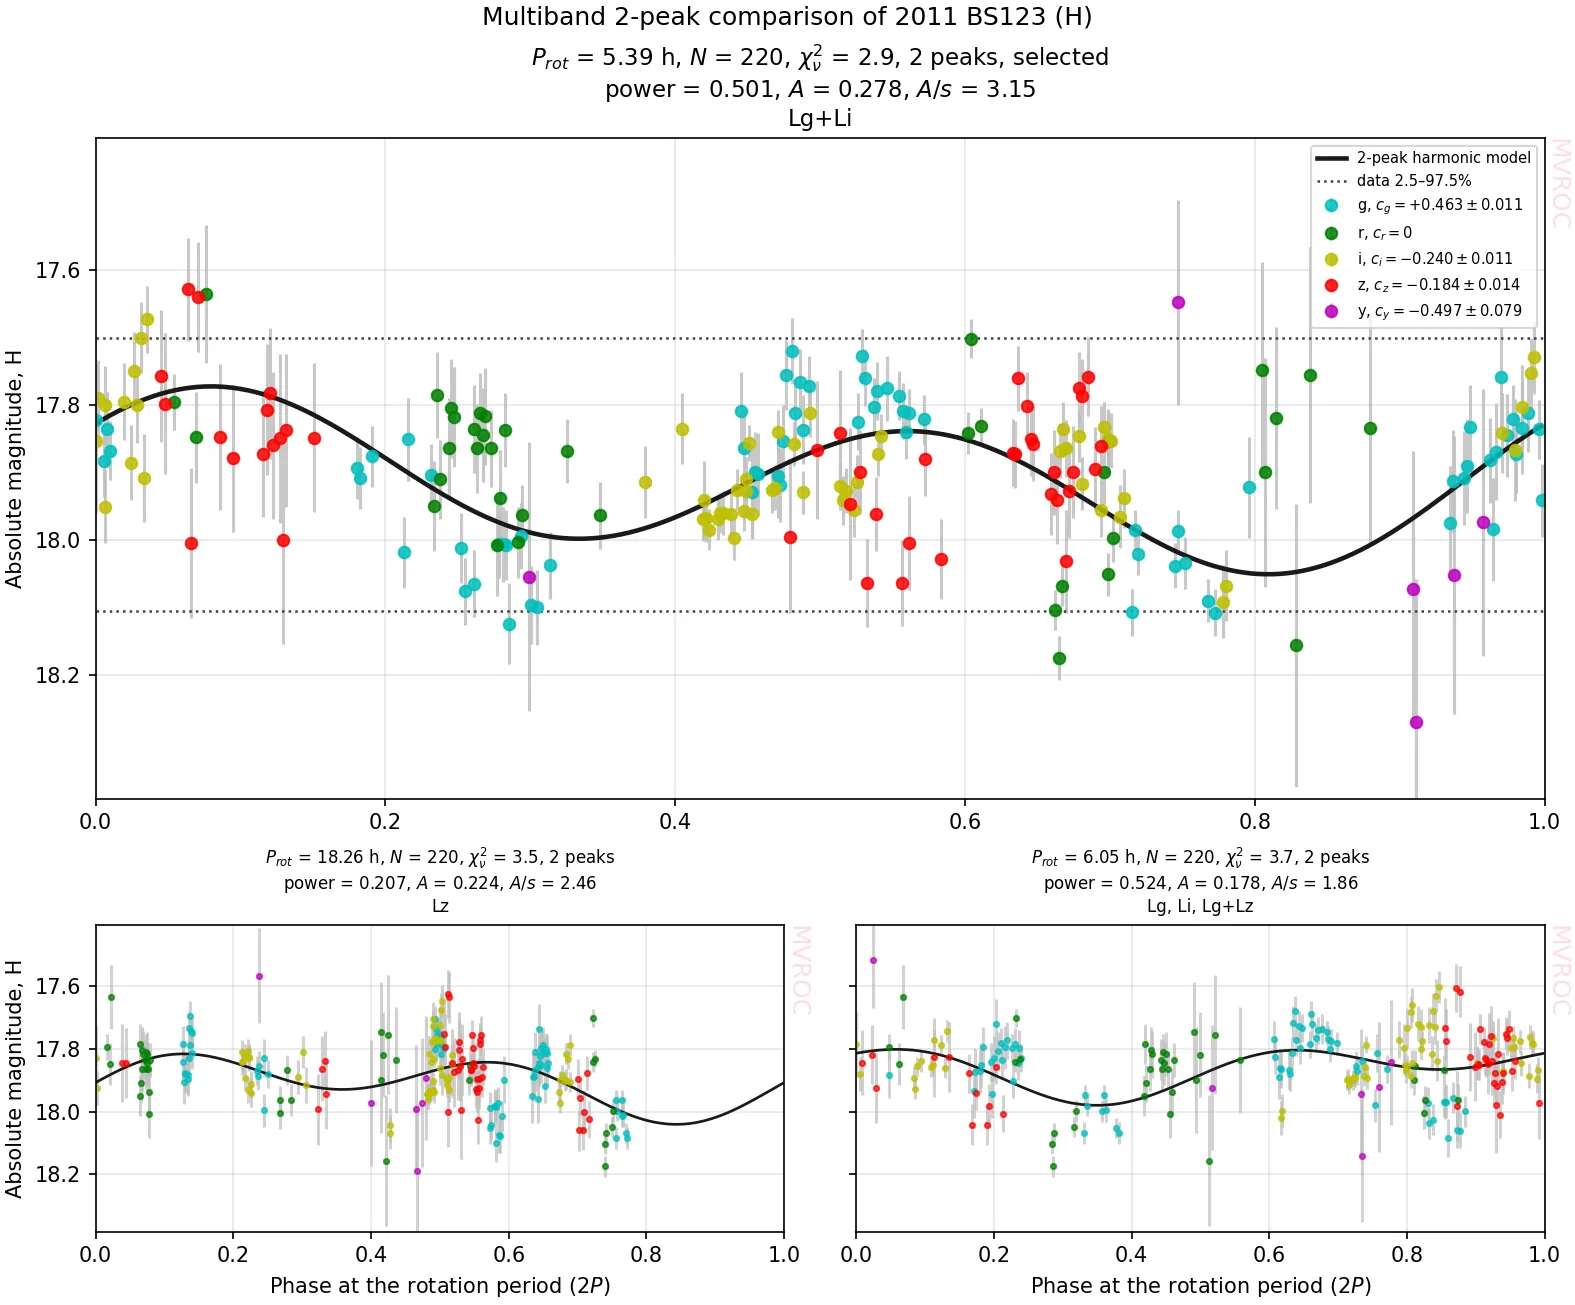 Multiband 2-peak comparison of 2011 BS123 (H)
P_rot = 5.39 h, N = 220, χ²_ν = 2.9, 2 peaks, selected
power = 0.501, A = 0.278, A/s = 3.15
Lg+Li
2-peak harmonic model
data 2.5–97.5%
g, c_g = +0.463 ± 0.011
r, c_r = 0
i, c_i = −0.240 ± 0.011
z, c_z = −0.184 ± 0.014
y, c_y = −0.497 ± 0.079
MVROC
Absolute magnitude, H
17.6
17.8
18.0
18.2
0.0 0.2 0.4 0.6 0.8 1.0
P_rot = 18.26 h, N = 220, χ²_ν = 3.5, 2 peaks
power = 0.207, A = 0.224, A/s = 2.46
Lz
MVROC
Absolute magnitude, H
17.6
17.8
18.0
18.2
0.0 0.2 0.4 0.6 0.8 1.0
Phase at the rotation period (2P)
P_rot = 6.05 h, N = 220, χ²_ν = 3.7, 2 peaks
power = 0.524, A = 0.178, A/s = 1.86
Lg, Li, Lg+Lz
MVROC
0.0 0.2 0.4 0.6 0.8 1.0
Phase at the rotation period (2P)